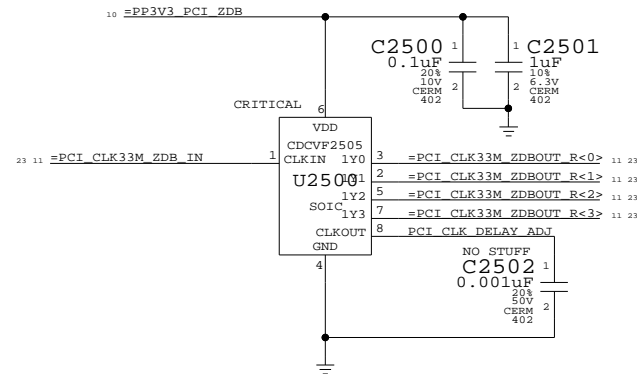 10 =PP3V3_PCI_ZDB
C2500 1
0.1uF
20%
10V
CERM
402
2
1 C2501
1uF
10%
6.3V
CERM
402
2
CRITICAL
6
VDD
CDCVF2505
23 11 =PCI_CLK33M_ZDB_IN 1 CLKIN
1Y0 3 =PCI_CLK33M_ZDBOUT_R<0> 11 23
U2500
1Y1 2 =PCI_CLK33M_ZDBOUT_R<1> 11 23
1Y2 5 =PCI_CLK33M_ZDBOUT_R<2> 11 23
SOIC
1Y3 7 =PCI_CLK33M_ZDBOUT_R<3> 11 23
CLKOUT 8 PCI_CLK_DELAY_ADJ
GND
4
NO STUFF
C2502 1
0.001uF
20%
50V
CERM
402
2